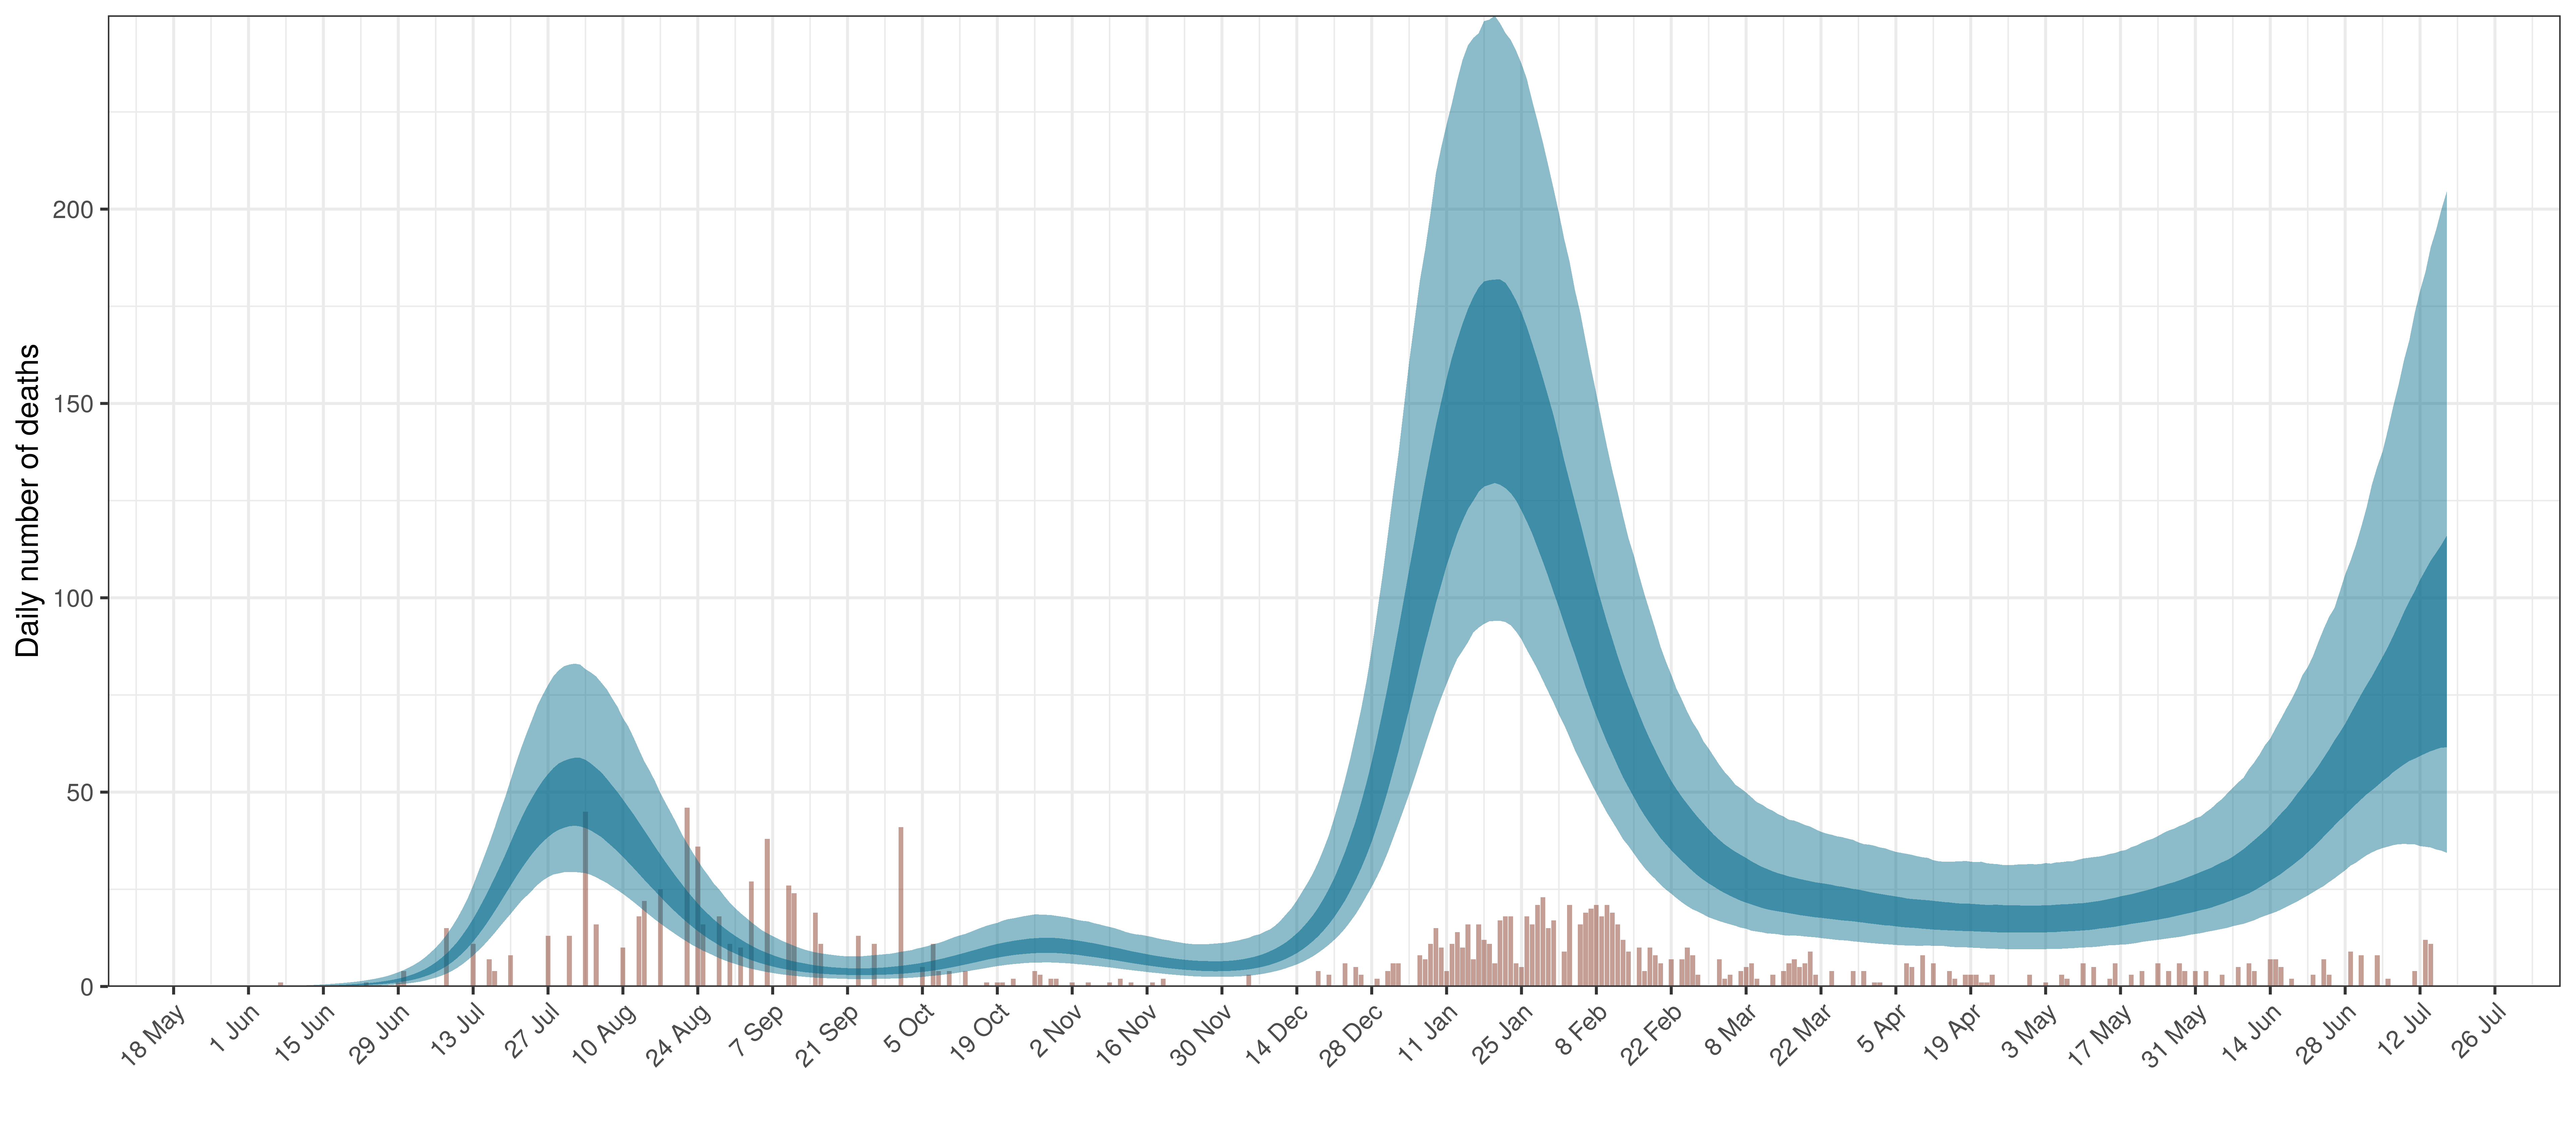 Daily number of deaths
200
150
100
50
0
18 May
1 Jun
15 Jun
29 Jun
13 Jul
27 Jul
10 Aug
24 Aug
7 Sep
21 Sep
5 Oct
19 Oct
2 Nov
16 Nov
30 Nov
14 Dec
28 Dec
11 Jan
25 Jan
8 Feb
22 Feb
8 Mar
22 Mar
5 Apr
19 Apr
3 May
17 May
31 May
14 Jun
28 Jun
12 Jul
26 Jul